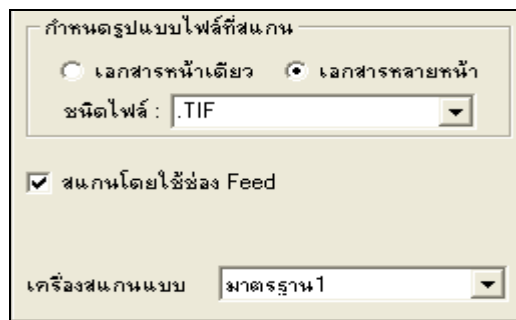 กำหนดรูปแบบไฟล์ที่สแกน
เอกสารหน้าเดียว เอกสารหลายหน้า
ชนิดไฟล์ : .TIF
สแกนโดยใช้ช่อง Feed
เครื่องสแกนแบบ มาตรฐาน1